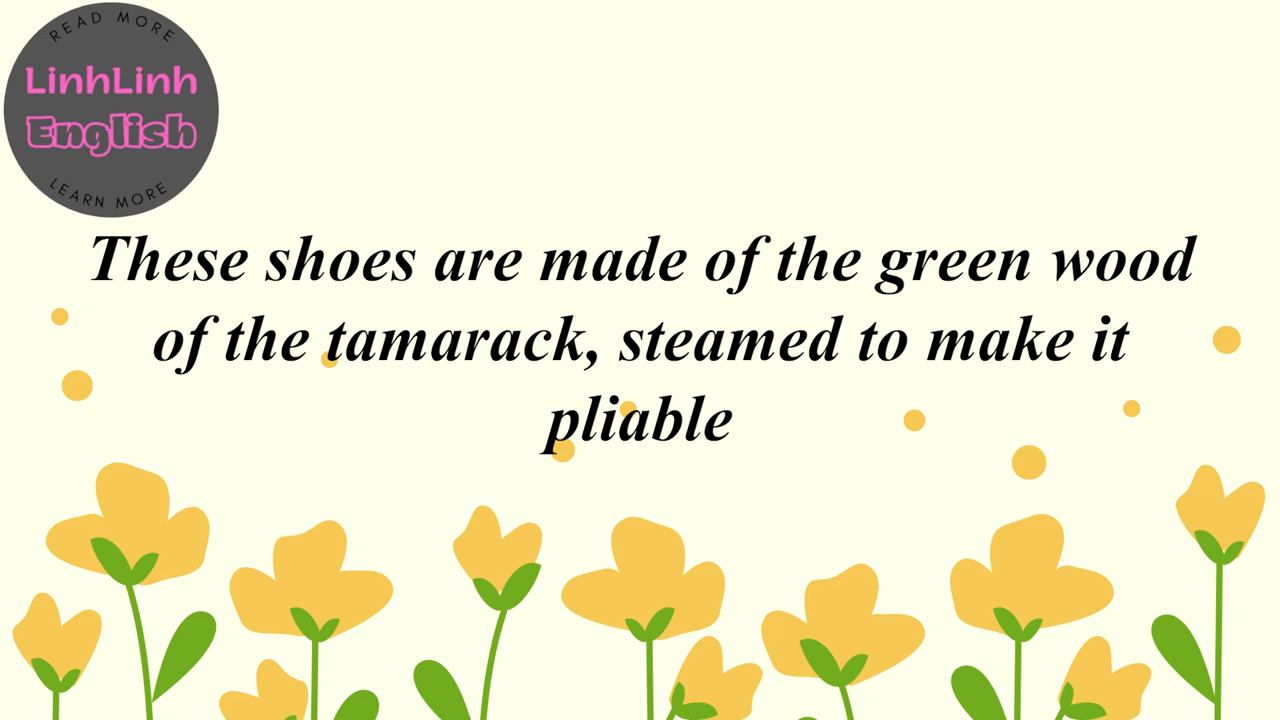 READ MORE
LinhLinh
English
LEARN MORE
These shoes are made of the green wood
of the tamarack, steamed to make it
pliable